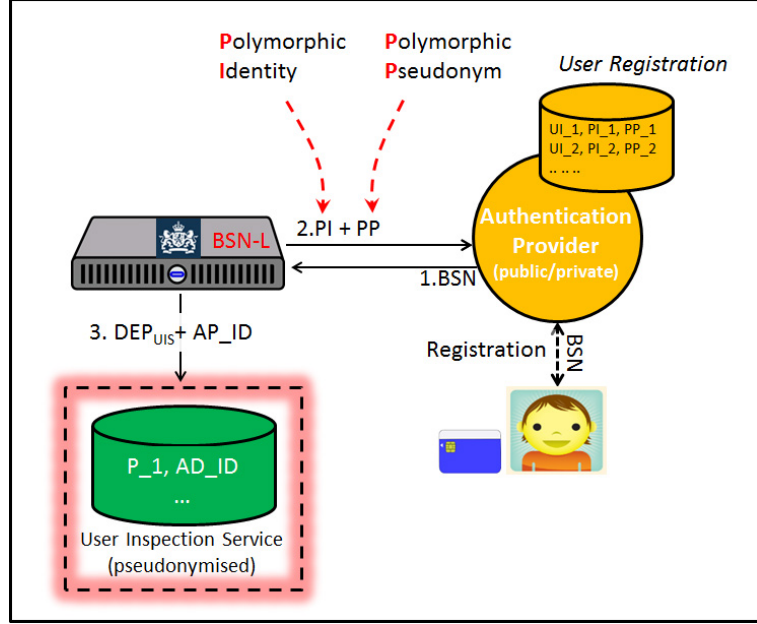 Polymorphic
Identity
Polymorphic
Pseudonym
User Registration
UI_1, PI_1, PP_1
UI_2, PI_2, PP_2
.. .. ..
BSN-L
2.PI + PP
Authentication
Provider
(public/private)
1.BSN
3. DEPUIS+ AP_ID
Registration
BSN
P_1, AD_ID
...
User Inspection Service
(pseudonymised)